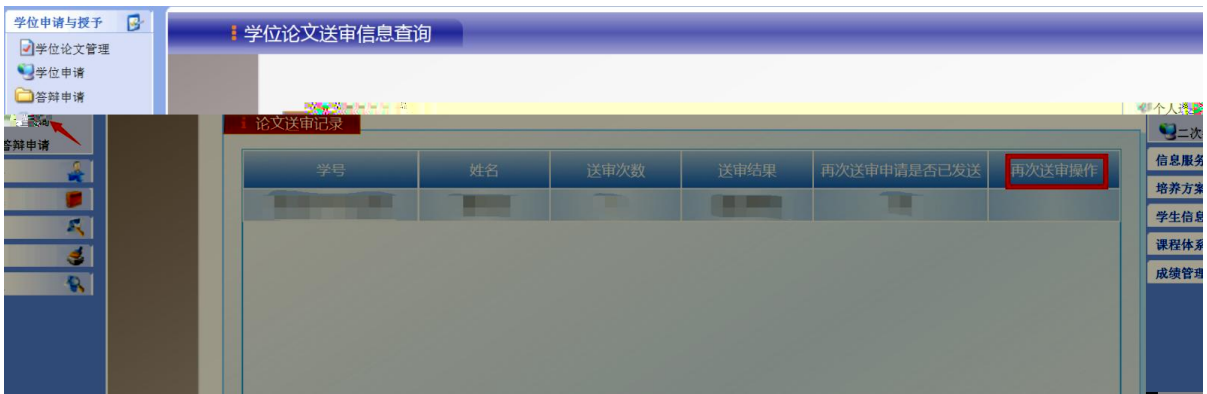 学位申请与授予
学位论文送审信息查询
学位论文管理
学位申请
答辩申请
个人
论文送审记录
二次
答辩申请
学号 姓名 送审次数 送审结果 再次送审申请是否已发送 再次送审操作
信息服务
培养方案
学生信息
课程体系
成绩管理